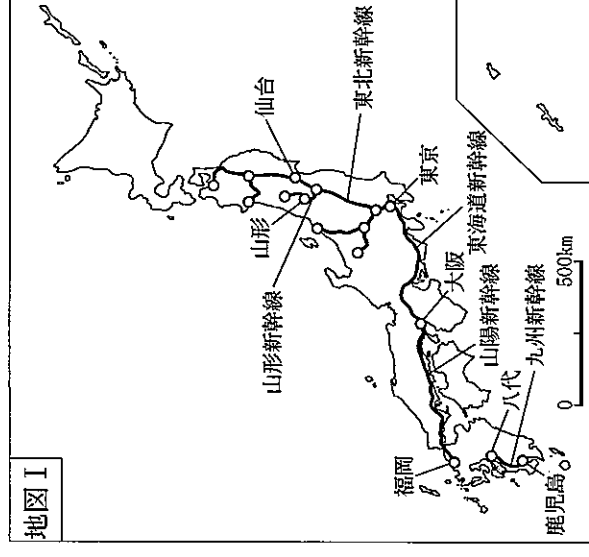 地図Ⅰ
仙台
東北新幹線
山形
東京
山形新幹線
東海道新幹線
大阪
山陽新幹線
九州新幹線
八代
福岡
鹿児島
0
500km